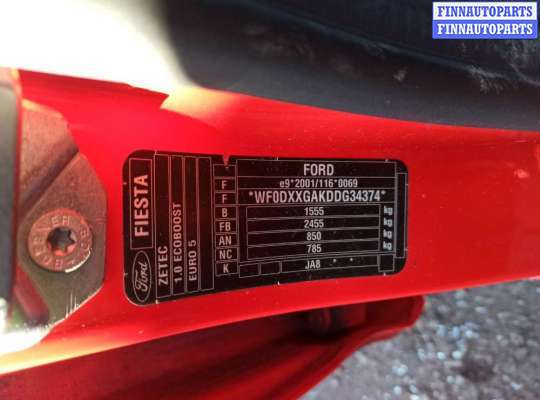 FINNAUTOPARTS
FINNAUTOPARTS
FORD
F e9*2001/116*0069
F *WF0DXXGAKDDG34374*
B 1555 kg
FB 2455 kg
AN 850 kg
NC 785 kg
K JA8
FIESTA
ZETEC
1.0 ECOBOOST
EURO 5
Ford